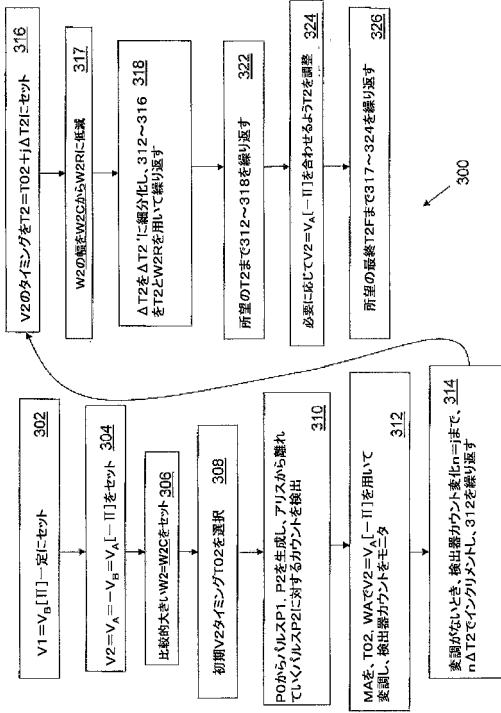 V1=V_B[Π]一定にセット 302
V2=V_A=-V_B=V_A[-Π]をセット 304
比較的大きいW2=W2Cをセット 306
初期V2タイミングT02を選択 308
P0からパルスP1、P2を生成し、アリスから離れ
ていくパルスP2に対するカウントを検出 310
MAを、T02、WAでV2=V_A[-Π]を用いて
変調し、検出器カウントをモニタ 312
変調がないとき、検出器カウント変化n=jまで、
nΔT2でインクリメントし、312を繰り返す 314
V2のタイミングをT2=T02+jΔT2にセット 316
W2の幅をW2CからW2Rに低減 317
ΔT2をΔT2'に細分化し、312~316
をT2とW2Rを用いて繰り返す 318
所望のT2まで312~318を繰り返す 322
必要に応じてV2=V_A[-Π]を合わせるようT2を調整 324
所望の最終T2Fまで317~324を繰り返す 326
300